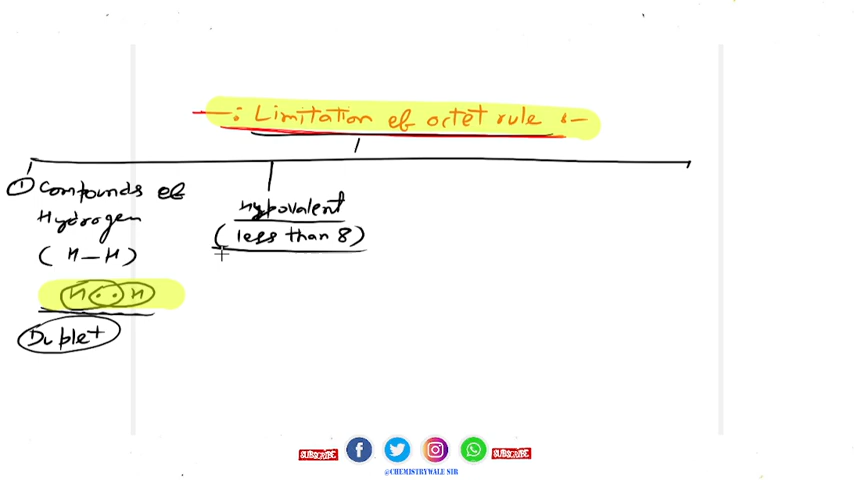 -: Limitation of octet rule :-
① Compounds of
Hydrogen
(H-H)
H : H
Duplet
Hypovalent
(less than 8)
SUBSCRIBE
SUBSCRIBE
@CHEMISTRYWALE SIR